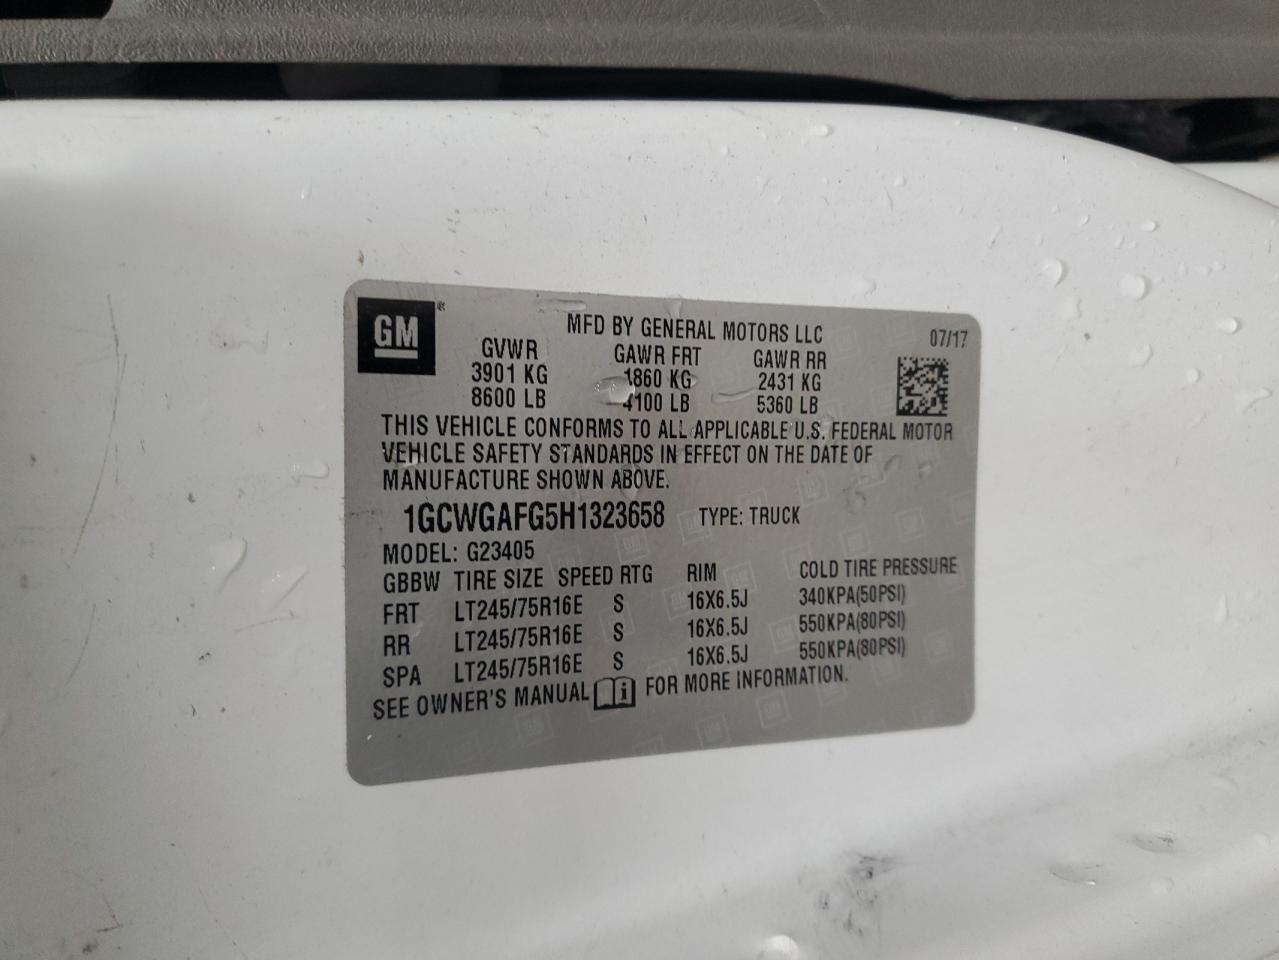 GM ®
MFD BY GENERAL MOTORS LLC 07/17
GVWR GAWR FRT GAWR RR
3901 KG 1860 KG 2431 KG
8600 LB 4100 LB 5360 LB
THIS VEHICLE CONFORMS TO ALL APPLICABLE U.S. FEDERAL MOTOR
VEHICLE SAFETY STANDARDS IN EFFECT ON THE DATE OF
MANUFACTURE SHOWN ABOVE.
1GCWGAFG5H1323658 TYPE: TRUCK
MODEL: G23405
GBBW TIRE SIZE SPEED RTG RIM COLD TIRE PRESSURE
FRT LT245/75R16E S 16X6.5J 340KPA(50PSI)
RR LT245/75R16E S 16X6.5J 550KPA(80PSI)
SPA LT245/75R16E S 16X6.5J 550KPA(80PSI)
SEE OWNER'S MANUAL FOR MORE INFORMATION.